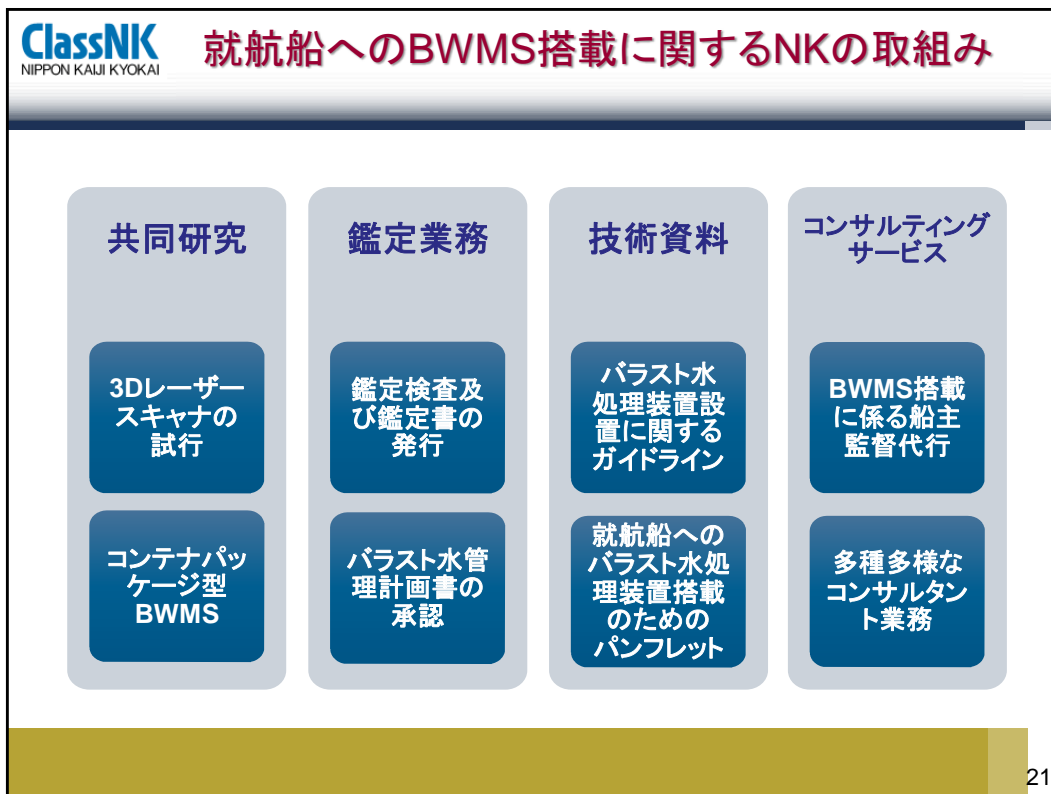 ClassNK
NIPPON KAIJI KYOKAI
就航船へのBWMS搭載に関するNKの取組み
共同研究
3Dレーザー
スキャナの
試行
コンテナパッ
ケージ型
BWMS
鑑定業務
鑑定検査及
び鑑定書の
発行
バラスト水管
理計画書の
承認
技術資料
バラスト水
処理装置設
置に関する
ガイドライン
就航船への
バラスト水処
理装置搭載
のための
パンフレット
コンサルティング
サービス
BWMS搭載
に係る船主
監督代行
多種多様な
コンサルタン
ト業務
21